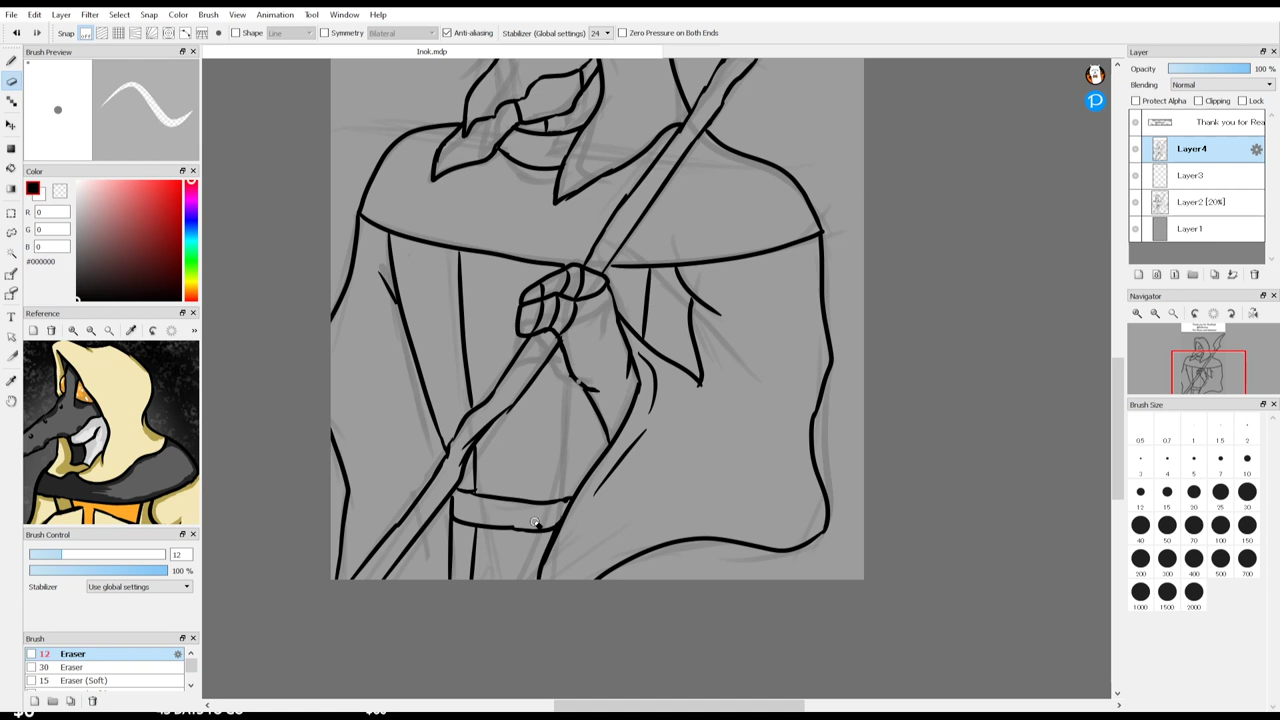 File Edit Layer Filter Select Snap Color Brush View Animation Tool Window Help
Snap OFF Shape Line Symmetry Bilateral Anti-aliasing Stabilizer (Global settings) 24 Zero Pressure on Both Ends
Brush Preview
Inok.mdp
Layer
Opacity 100 %
Blending Normal
Protect Alpha Clipping Lock
Thank you for Rea
Layer4
Layer3
Layer2 [20%]
Layer1
Color
R 0
G 0
B 0
#000000
Navigator
Reference
»
Brush Size
0.5 0.7 1 1.5 2
3 4 5 7 10
12 15 20 25 30
40 50 70 100 150
200 300 400 500 700
1000 1500 2000
Brush Control
12
100 %
Stabilizer Use global settings
Brush
12 Eraser
30 Eraser
15 Eraser (Soft)